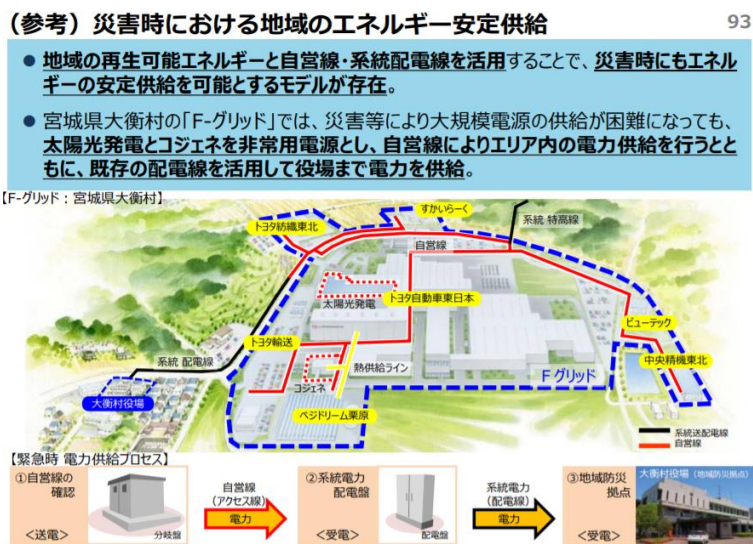 （参考）災害時における地域のエネルギー安定供給
93
● 地域の再生可能エネルギーと自営線・系統配電線を活用することで、災害時にもエネル
ギーの安定供給を可能とするモデルが存在。
● 宮城県大衡村の「F-グリッド」では、災害等により大規模電源の供給が困難になっても、
太陽光発電とコジェネを非常用電源とし、自営線によりエリア内の電力供給を行うとと
もに、既存の配電線を活用して役場まで電力を供給。
【F-グリッド：宮城県大衡村】
すかいらーく
トヨタ紡織東北
系統 特高線
自営線
太陽光発電
トヨタ自動車東日本
ビューテック
トヨタ輸送
系統 配電線
熱供給ライン
中央精機東北
コジェネ
Ｆグリッド
大衡村役場
ベジドリーム栗原
系統送配電線
自営線
【緊急時 電力供給プロセス】
①自営線の
確認
＜送電＞
分岐盤
自営線
（アクセス線）
電力
②系統電力
配電盤
＜受電＞
配電盤
系統電力
（配電線）
電力
③地域防災
拠点
＜受電＞
大衡村役場（地域防災拠点）